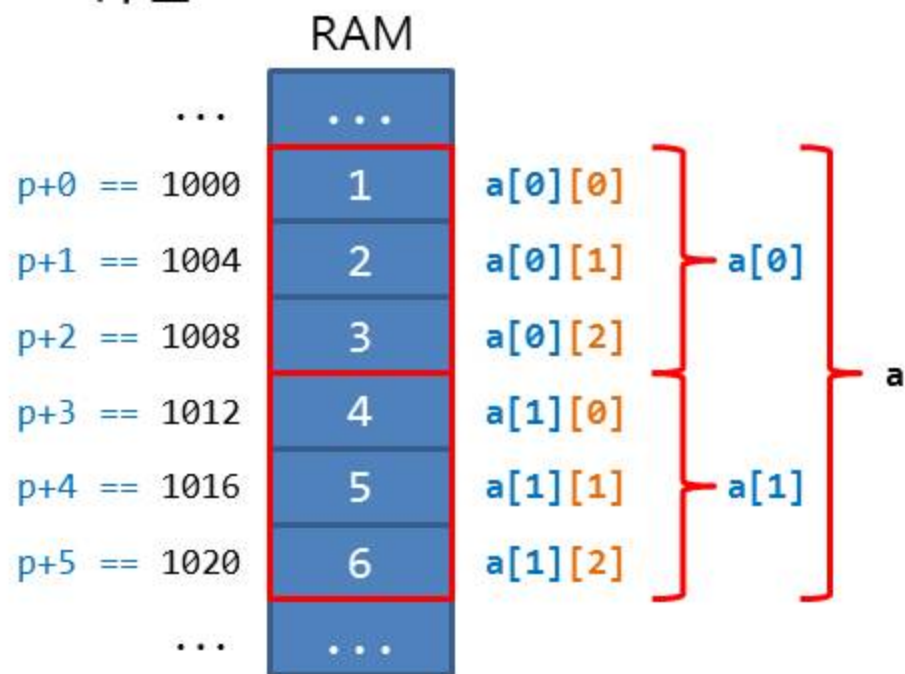 RAM
... ...
p+0 == 1000 1 a[0][0]
p+1 == 1004 2 a[0][1] a[0]
p+2 == 1008 3 a[0][2]
a
p+3 == 1012 4 a[1][0]
p+4 == 1016 5 a[1][1] a[1]
p+5 == 1020 6 a[1][2]
... ...